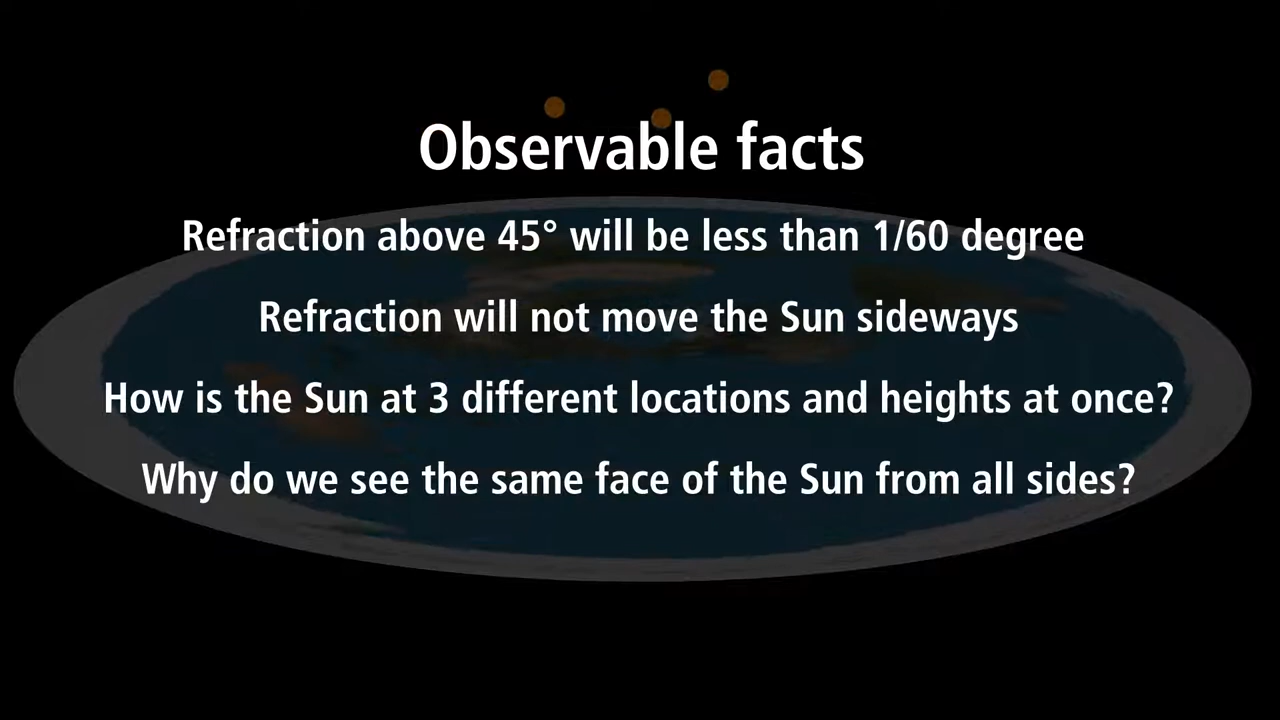 Observable facts
Refraction above 45° will be less than 1/60 degree
Refraction will not move the Sun sideways
How is the Sun at 3 different locations and heights at once?
Why do we see the same face of the Sun from all sides?